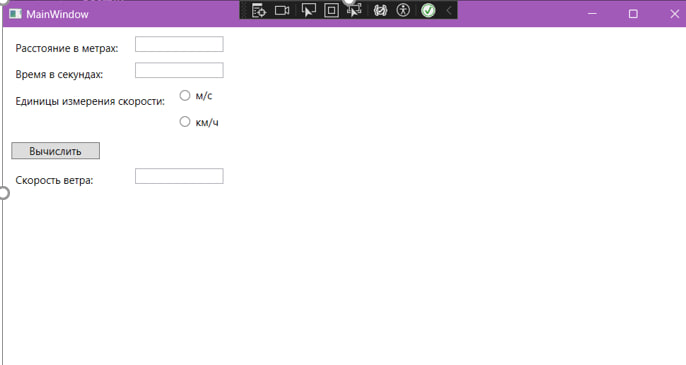 MainWindow
Расстояние в метрах:
Время в секундах:
Единицы измерения скорости:
м/с
км/ч
Вычислить
Скорость ветра: